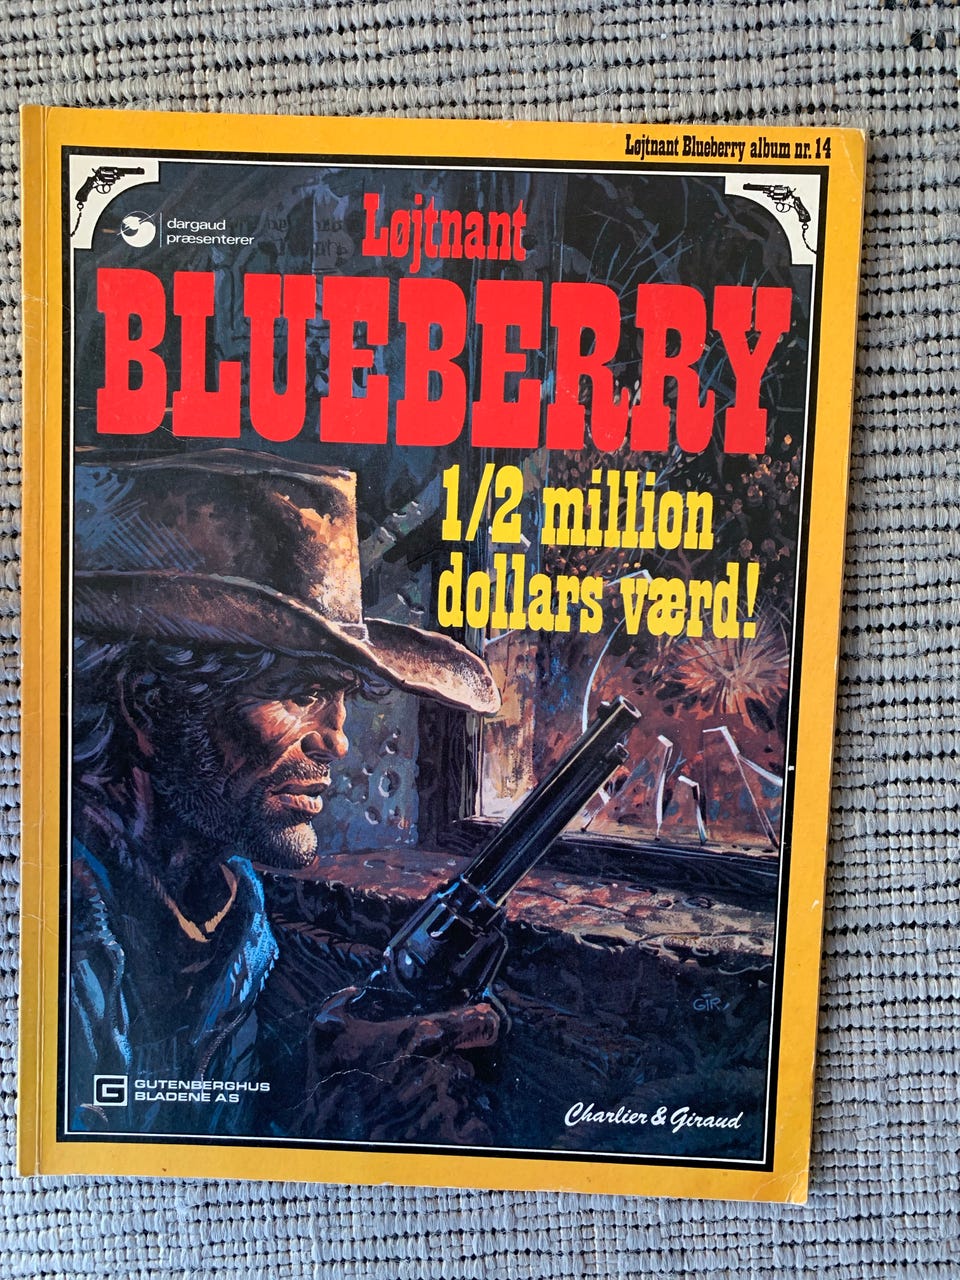 Løjtnant Blueberry album nr. 14
dargaud
præsenterer
Løjtnant
BLUEBERRY
1/2 million
dollars værd!
GIR
G
GUTENBERGHUS
BLADENE AS
Charlier & Giraud